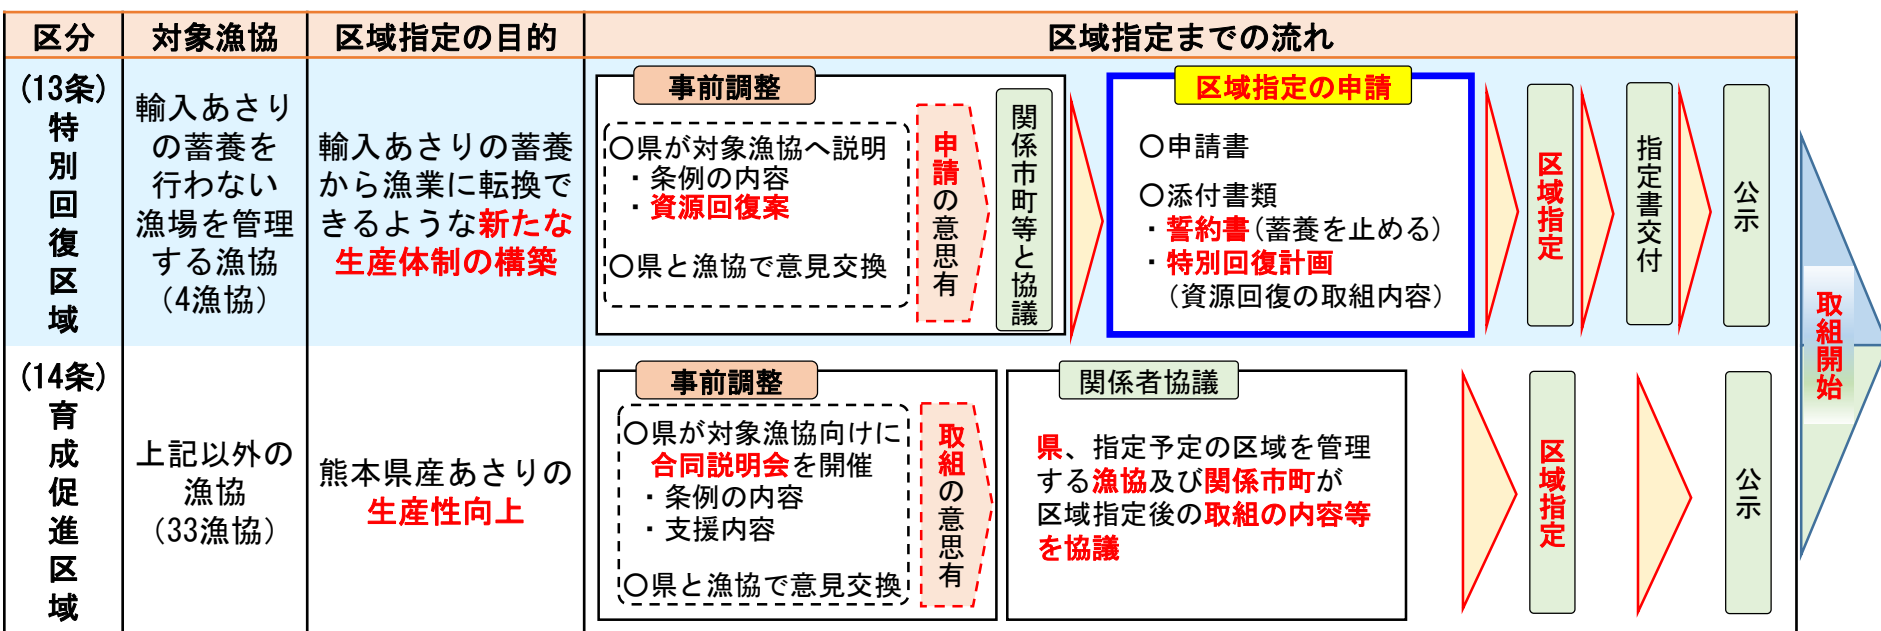 区分
対象漁協
区域指定の目的
区域指定までの流れ
(13条)
特別回復区域
輸入あさり
の蓄養を
行わない
漁場を管理
する漁協
(4漁協)
輸入あさりの蓄養
から漁業に転換で
きるような新たな
生産体制の構築
事前調整
○県が対象漁協へ説明
・条例の内容
・資源回復案
○県と漁協で意見交換
申請の意思有
関係市町等と協議
区域指定の申請
○申請書
○添付書類
・誓約書(蓄養を止める)
・特別回復計画
(資源回復の取組内容)
区域指定
指定書交付
公示
(14条)
育成促進区域
上記以外の
漁協
(33漁協)
熊本県産あさりの
生産性向上
事前調整
○県が対象漁協向けに
合同説明会を開催
・条例の内容
・支援内容
○県と漁協で意見交換
取組の意思有
関係者協議
県、指定予定の区域を管理
する漁協及び関係市町が
区域指定後の取組の内容等
を協議
区域指定
公示
取組開始